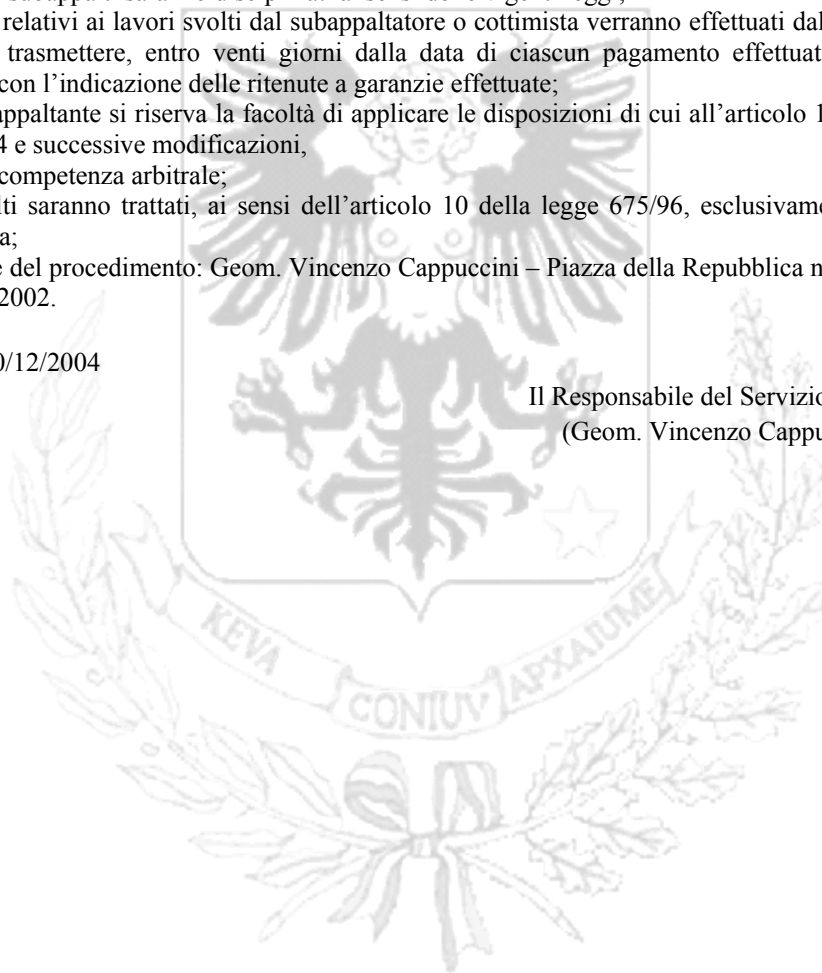 relativi ai lavori svolti dal subappaltatore o cottimista verranno effettuati dal
trasmettere, entro venti giorni dalla data di ciascun pagamento effettuat
con l’indicazione delle ritenute a garanzie effettuate;
appaltante si riserva la facoltà di applicare le disposizioni di cui all’articolo 1
4 e successive modificazioni,
competenza arbitrale;
lti saranno trattati, ai sensi dell’articolo 10 della legge 675/96, esclusivame
a;
e del procedimento: Geom. Vincenzo Cappuccini – Piazza della Repubblica n
2002.
0/12/2004
Il Responsabile del Servizio
(Geom. Vincenzo Cappu
KEVA
CONIUV
APXAIUME